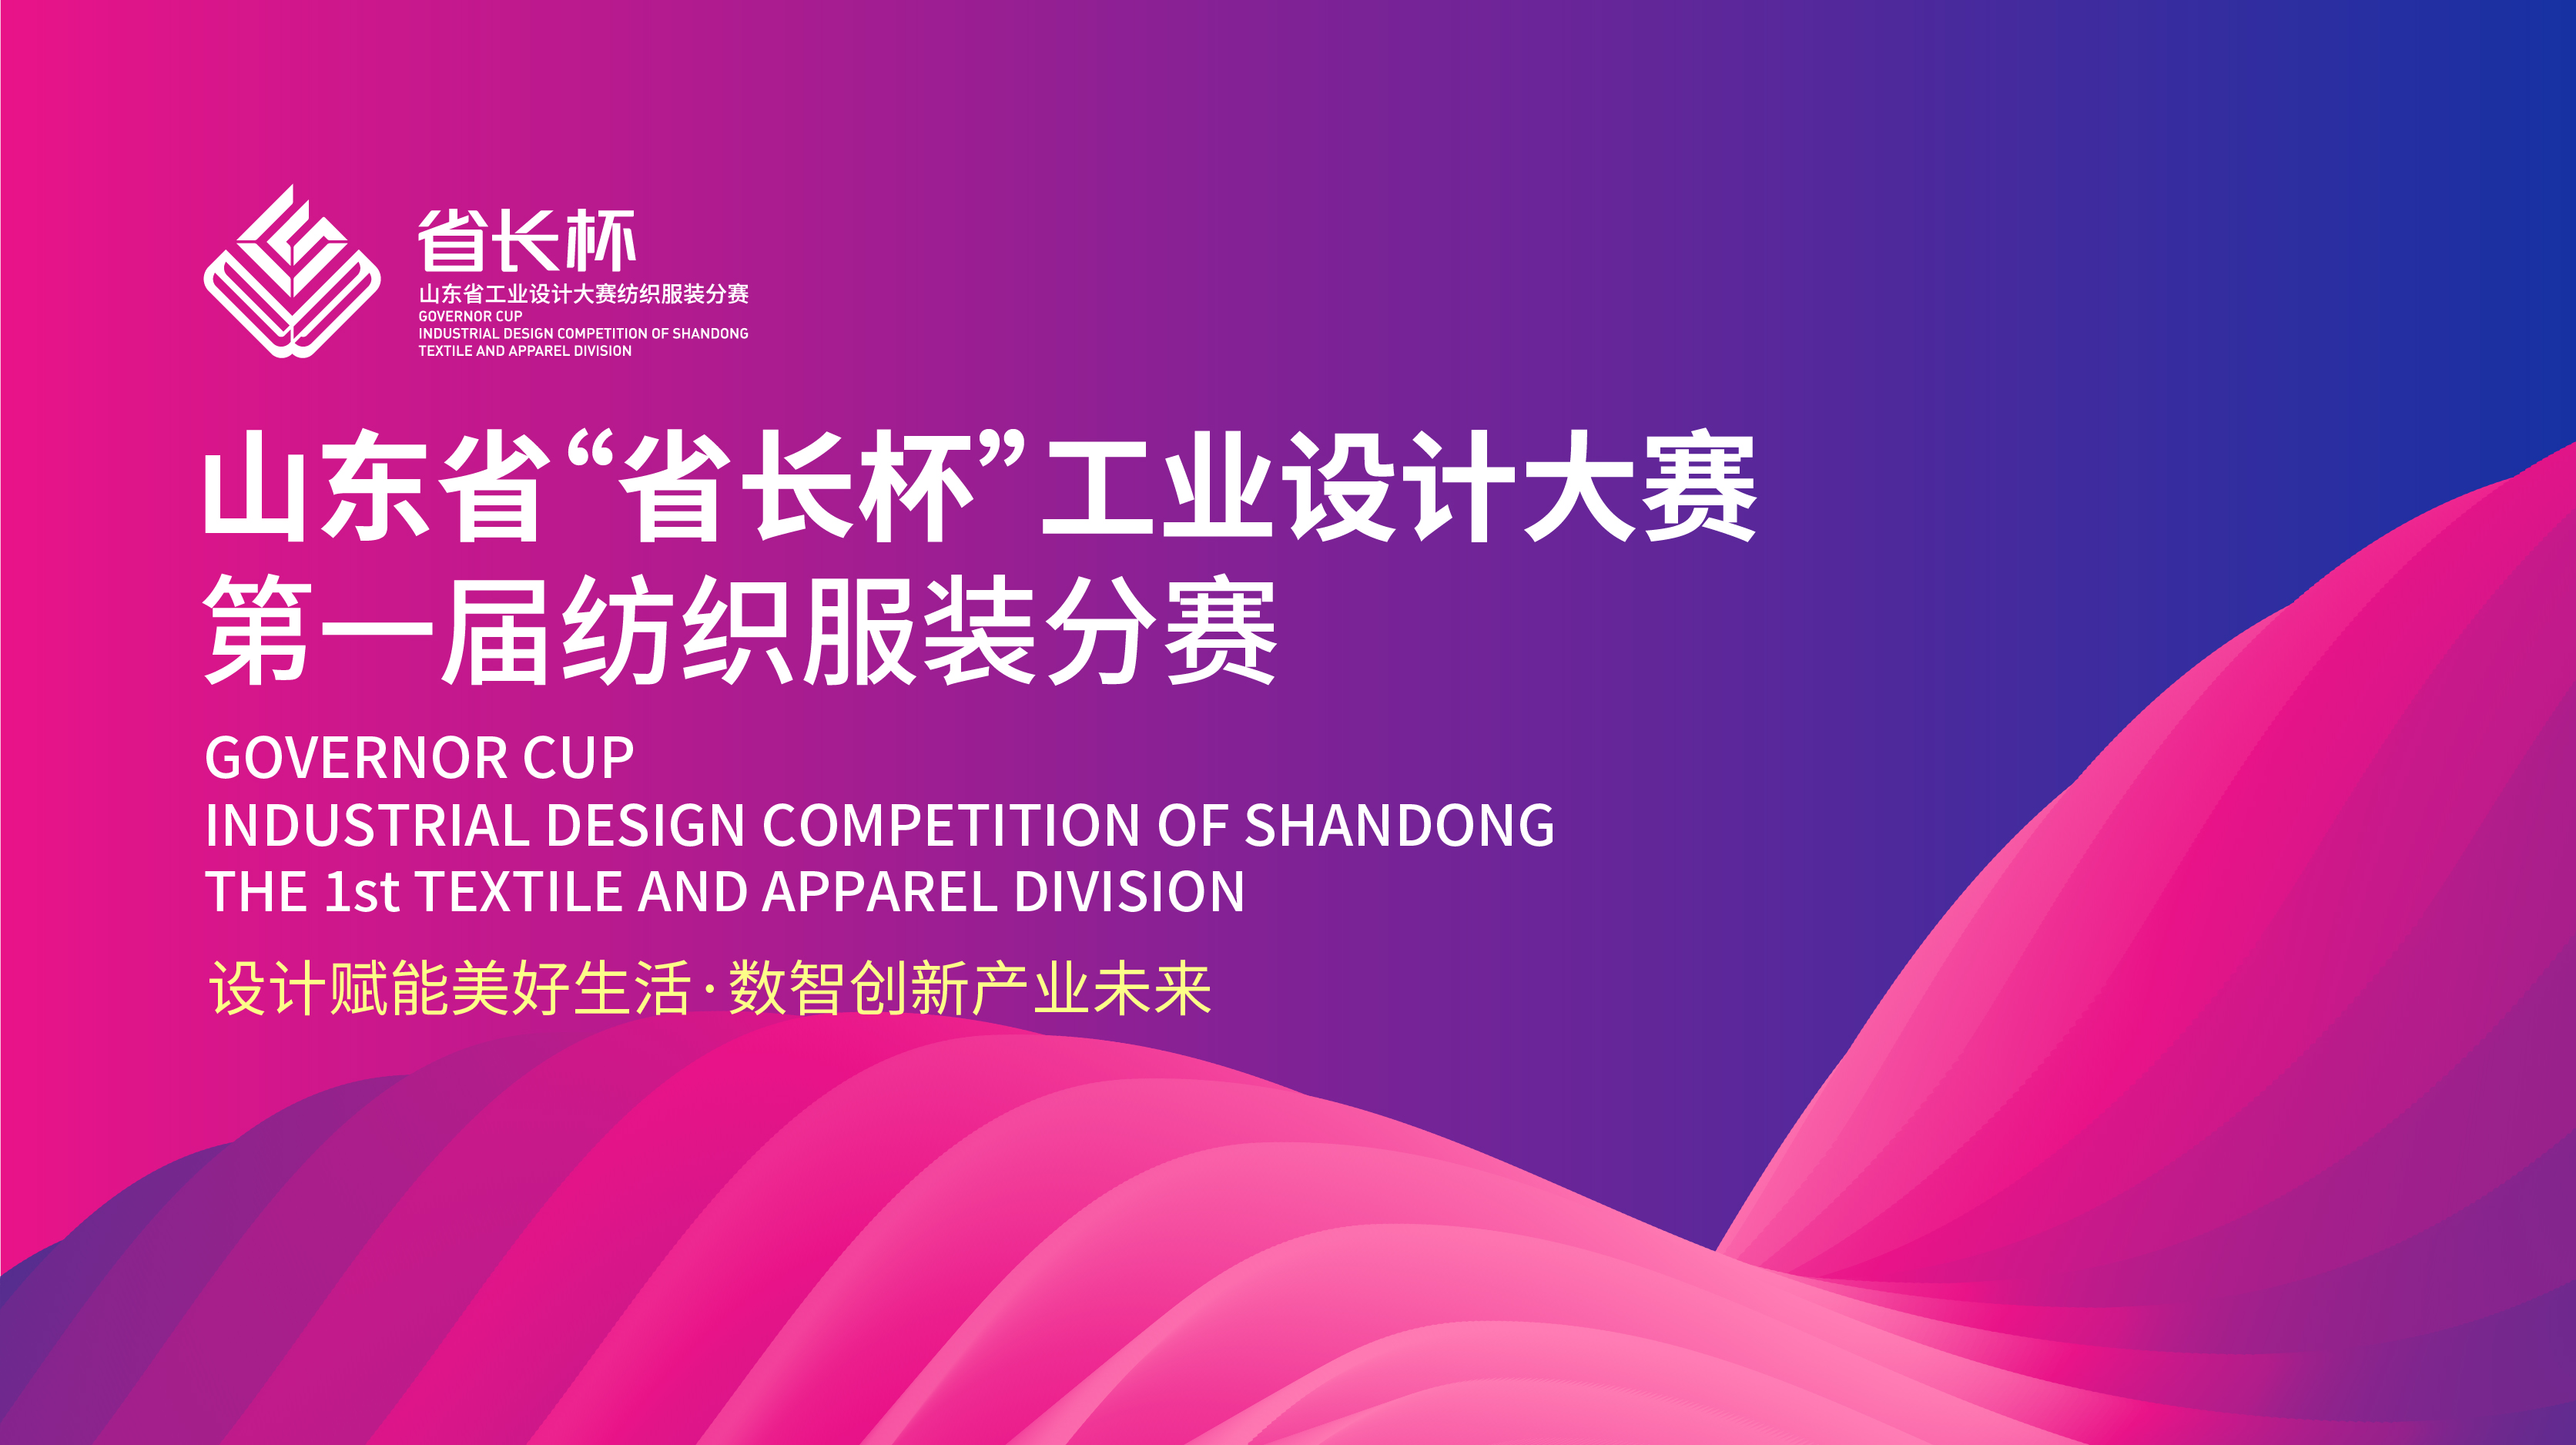 省长杯
山东省工业设计大赛纺织服装分赛
GOVERNOR CUP
INDUSTRIAL DESIGN COMPETITION OF SHANDONG
TEXTILE AND APPAREL DIVISION
山东省“省长杯”工业设计大赛
第一届纺织服装分赛
GOVERNOR CUP
INDUSTRIAL DESIGN COMPETITION OF SHANDONG
THE 1st TEXTILE AND APPAREL DIVISION
设计赋能美好生活·数智创新产业未来